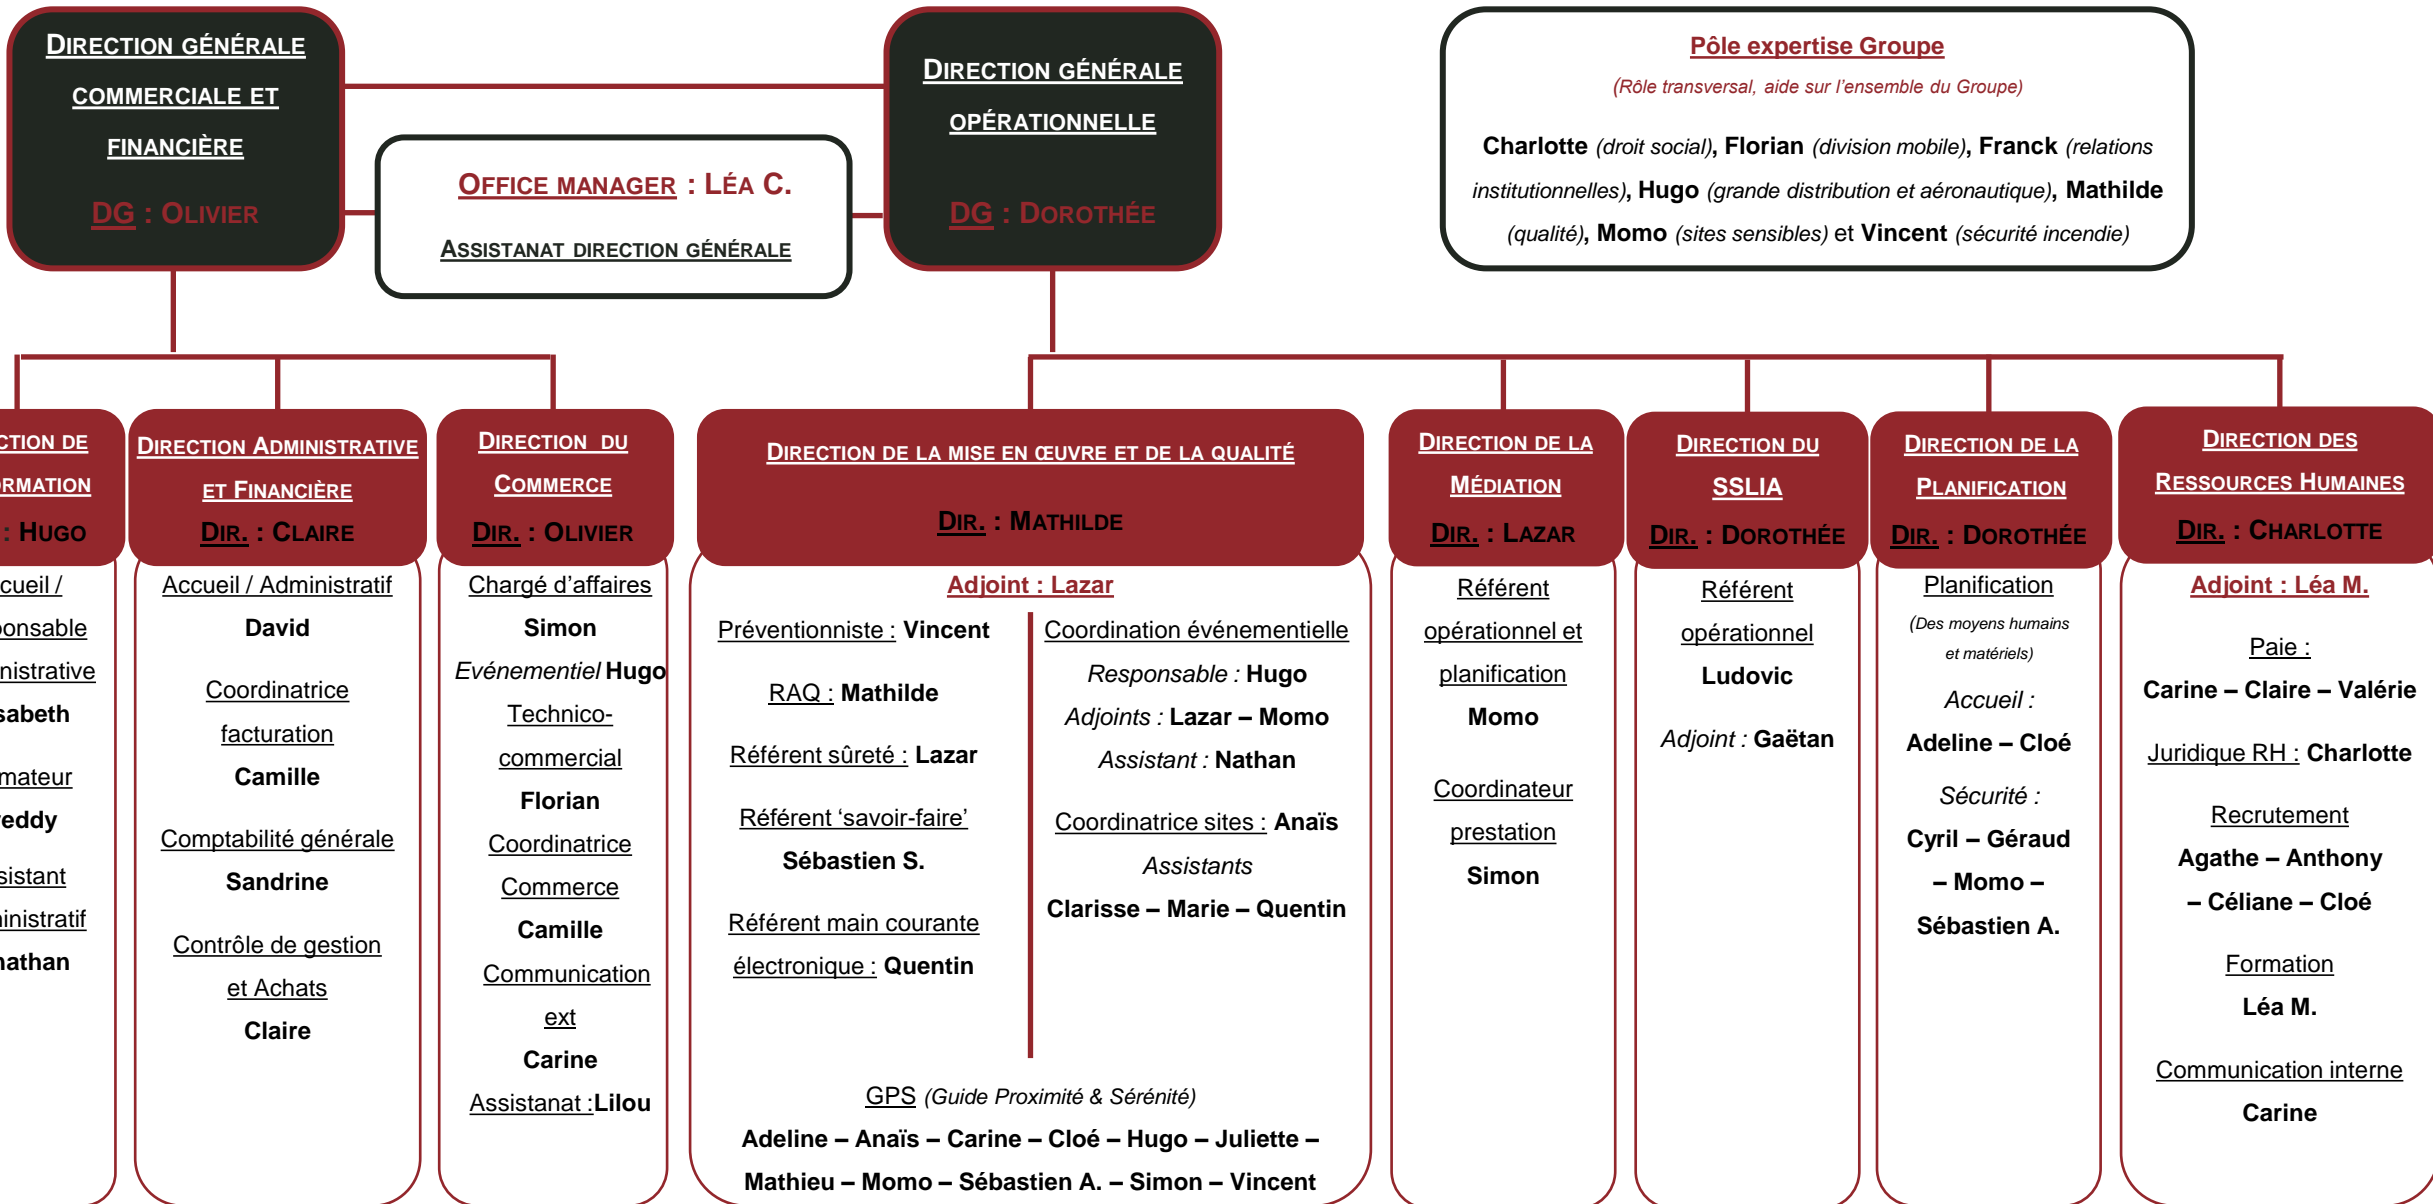 DIRECTION GÉNÉRALE
COMMERCIALE ET
FINANCIÈRE
DG : OLIVIER
OFFICE MANAGER : LÉA C.
ASSISTANAT DIRECTION GÉNÉRALE
DIRECTION GÉNÉRALE
OPÉRATIONNELLE
DG : DOROTHÉE
Pôle expertise Groupe
(Rôle transversal, aide sur l'ensemble du Groupe)
Charlotte (droit social), Florian (division mobile), Franck (relations
institutionnelles), Hugo (grande distribution et aéronautique), Mathilde
(qualité), Momo (sites sensibles) et Vincent (sécurité incendie)
DE
: HUGO
DIRECTION ADMINISTRATIVE
ET FINANCIÈRE
DIR. : CLAIRE
Accueil / Administratif
David
Coordinatrice
facturation
Camille
Comptabilité générale
Sandrine
Contrôle de gestion
et Achats
Claire
DIRECTION DU
COMMERCE
DIR. : OLIVIER
Chargé d'affaires
Simon
Evénementiel Hugo
Technico-
commercial
Florian
Coordinatrice
Commerce
Camille
Communication
ext
Carine
Assistanat :Lilou
DIRECTION DE LA MISE EN ŒUVRE ET DE LA QUALITÉ
DIR. : MATHILDE
Adjoint : Lazar
Préventionniste : Vincent
RAQ : Mathilde
Référent sûreté : Lazar
Référent ‘savoir-faire’
Sébastien S.
Référent main courante
électronique : Quentin
Coordination événementielle
Responsable : Hugo
Adjoints : Lazar – Momo
Assistant : Nathan
Coordinatrice sites : Anaïs
Assistants
Clarisse – Marie – Quentin
GPS (Guide Proximité & Sérénité)
Adeline – Anaïs – Carine – Cloé – Hugo – Juliette –
Mathieu – Momo – Sébastien A. – Simon – Vincent
DIRECTION DE LA
MÉDIATION
DIR. : LAZAR
Référent
opérationnel et
planification
Momo
Coordinateur
prestation
Simon
DIRECTION DU
SSLIA
DIR. : DOROTHÉE
Référent
opérationnel
Ludovic
Adjoint : Gaëtan
DIRECTION DE LA
PLANIFICATION
DIR. : DOROTHÉE
Planification
(Des moyens humains
et matériels)
Accueil :
Adeline – Cloé
Sécurité :
Cyril – Géraud
– Momo –
Sébastien A.
DIRECTION DES
RESSOURCES HUMAINES
DIR. : CHARLOTTE
Adjoint : Léa M.
Paie :
Carine – Claire – Valérie
Juridique RH : Charlotte
Recrutement
Agathe – Anthony
– Céliane – Cloé
Formation
Léa M.
Communication interne
Carine